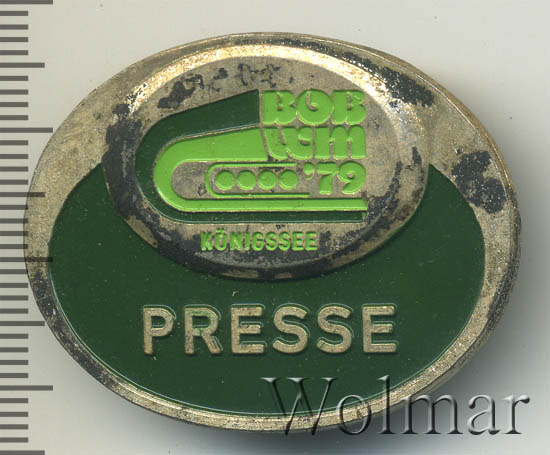 BOB
WM
'79
KÖNIGSSEE
PRESSE
Wolmar